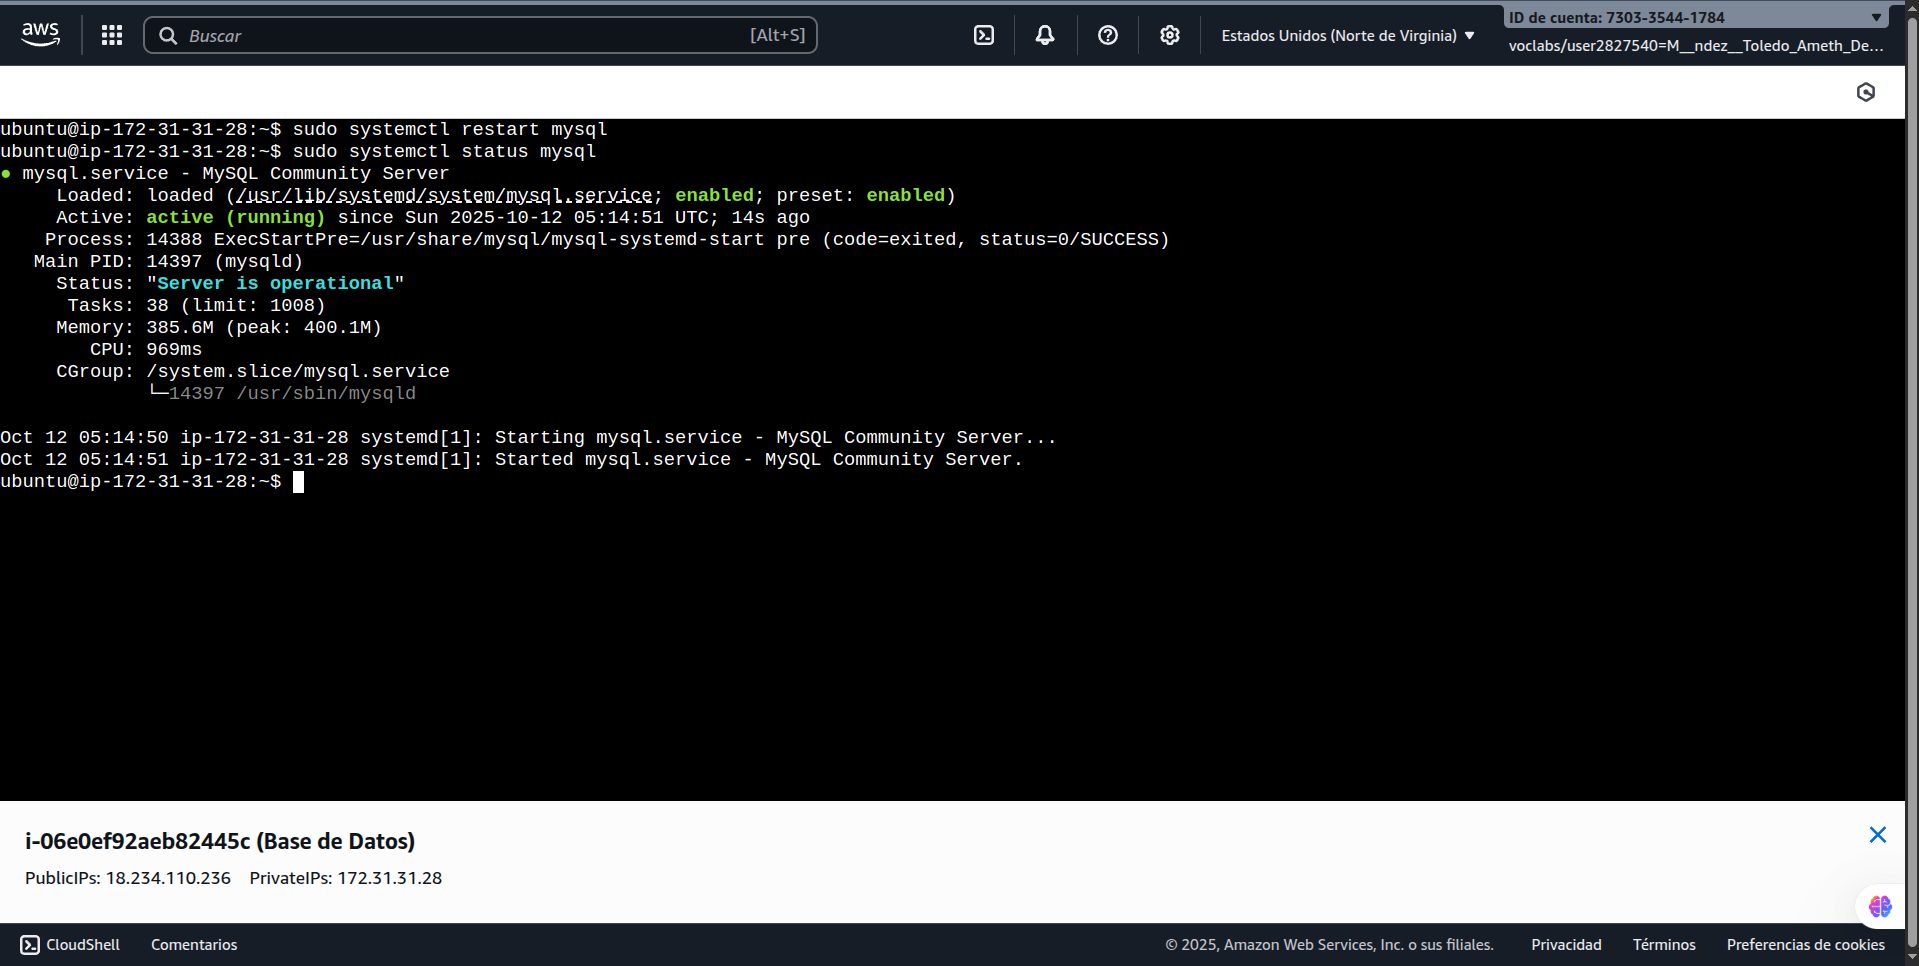 aws
Buscar [Alt+S]
Estados Unidos (Norte de Virginia)
ID de cuenta: 7303-3544-1784
voclabs/user2827540=M__ndez__Toledo_Ameth_De...
ubuntu@ip-172-31-31-28:~$ sudo systemctl restart mysql
ubuntu@ip-172-31-31-28:~$ sudo systemctl status mysql
● mysql.service - MySQL Community Server
     Loaded: loaded (/usr/lib/systemd/system/mysql.service; enabled; preset: enabled)
     Active: active (running) since Sun 2025-10-12 05:14:51 UTC; 14s ago
    Process: 14388 ExecStartPre=/usr/share/mysql/mysql-systemd-start pre (code=exited, status=0/SUCCESS)
   Main PID: 14397 (mysqld)
     Status: "Server is operational"
      Tasks: 38 (limit: 1008)
     Memory: 385.6M (peak: 400.1M)
        CPU: 969ms
     CGroup: /system.slice/mysql.service
             └─14397 /usr/sbin/mysqld
Oct 12 05:14:50 ip-172-31-31-28 systemd[1]: Starting mysql.service - MySQL Community Server...
Oct 12 05:14:51 ip-172-31-31-28 systemd[1]: Started mysql.service - MySQL Community Server.
ubuntu@ip-172-31-31-28:~$
i-06e0ef92aeb82445c (Base de Datos)
PublicIPs: 18.234.110.236 PrivateIPs: 172.31.31.28
CloudShell Comentarios © 2025, Amazon Web Services, Inc. o sus filiales. Privacidad Términos Preferencias de cookies